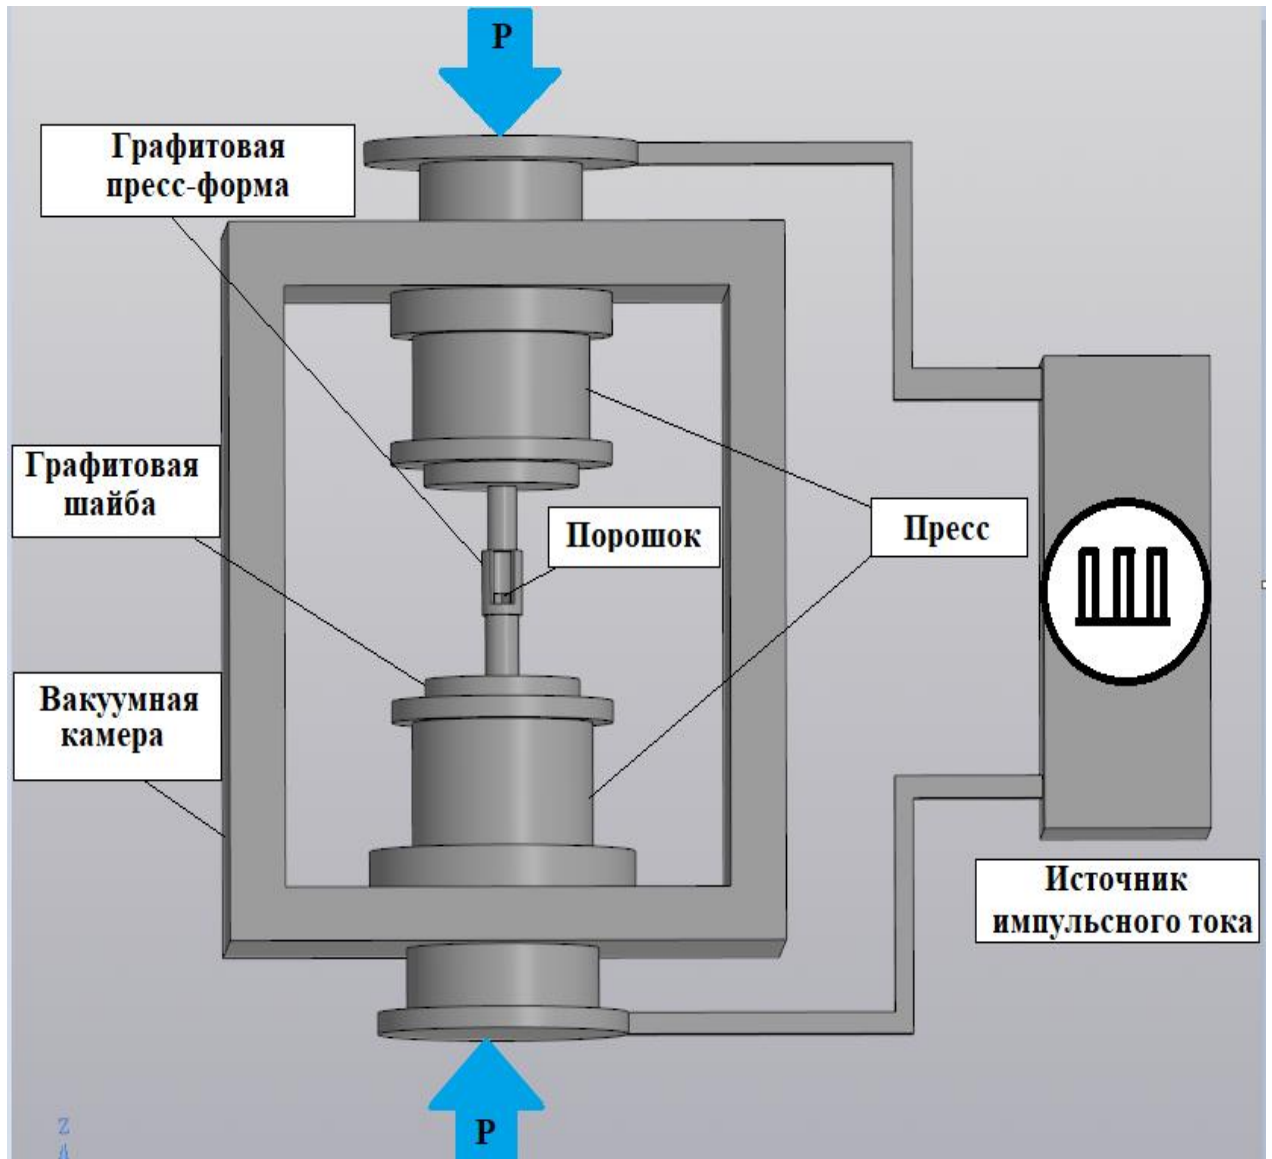 P
Графитовая
пресс-форма
Графитовая
шайба
Порошок
Пресс
Вакуумная
камера
Источник
импульсного тока
P
Z